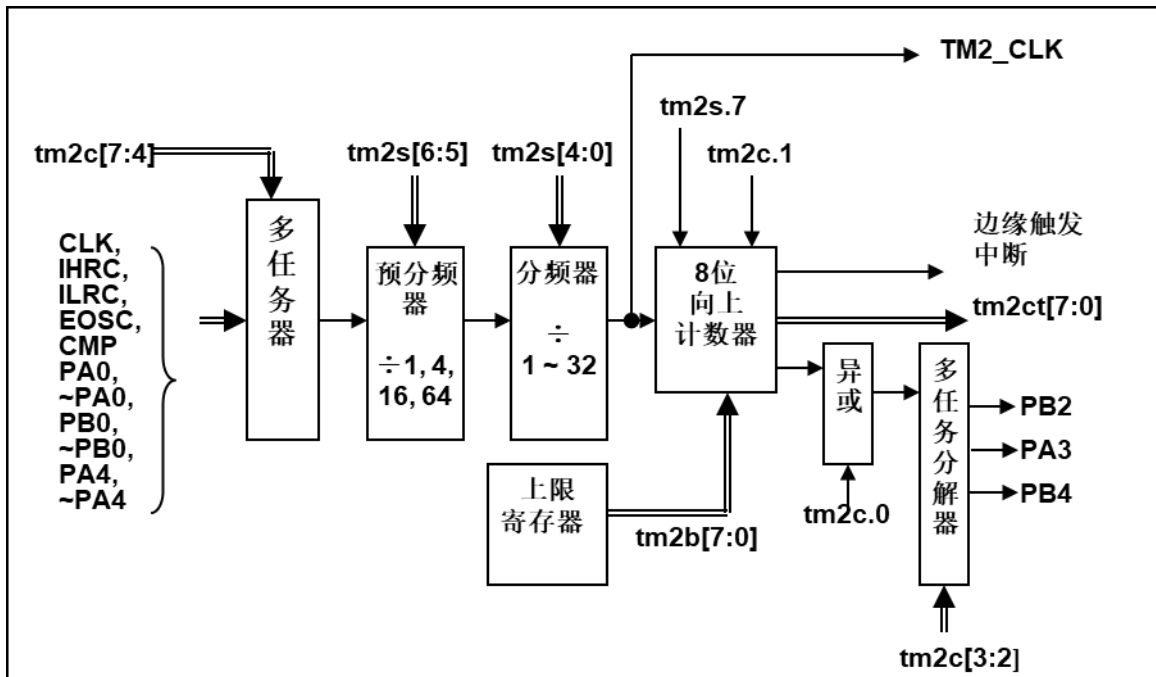 TM2_CLK
tm2s.7
tm2c[7:4]
tm2s[6:5]
tm2s[4:0]
tm2c.1
CLK,
IHRC,
ILRC,
EOSC,
CMP
PA0,
~PA0,
PB0,
~PB0,
PA4,
~PA4
多
任
务
器
预分频
器
÷1, 4,
16, 64
分频器
÷
1 ~ 32
8位
向上
计数器
边缘触发
中断
tm2ct[7:0]
异
或
多
任
务
分
解
器
PB2
PA3
PB4
上限
寄存器
tm2b[7:0]
tm2c.0
tm2c[3:2]